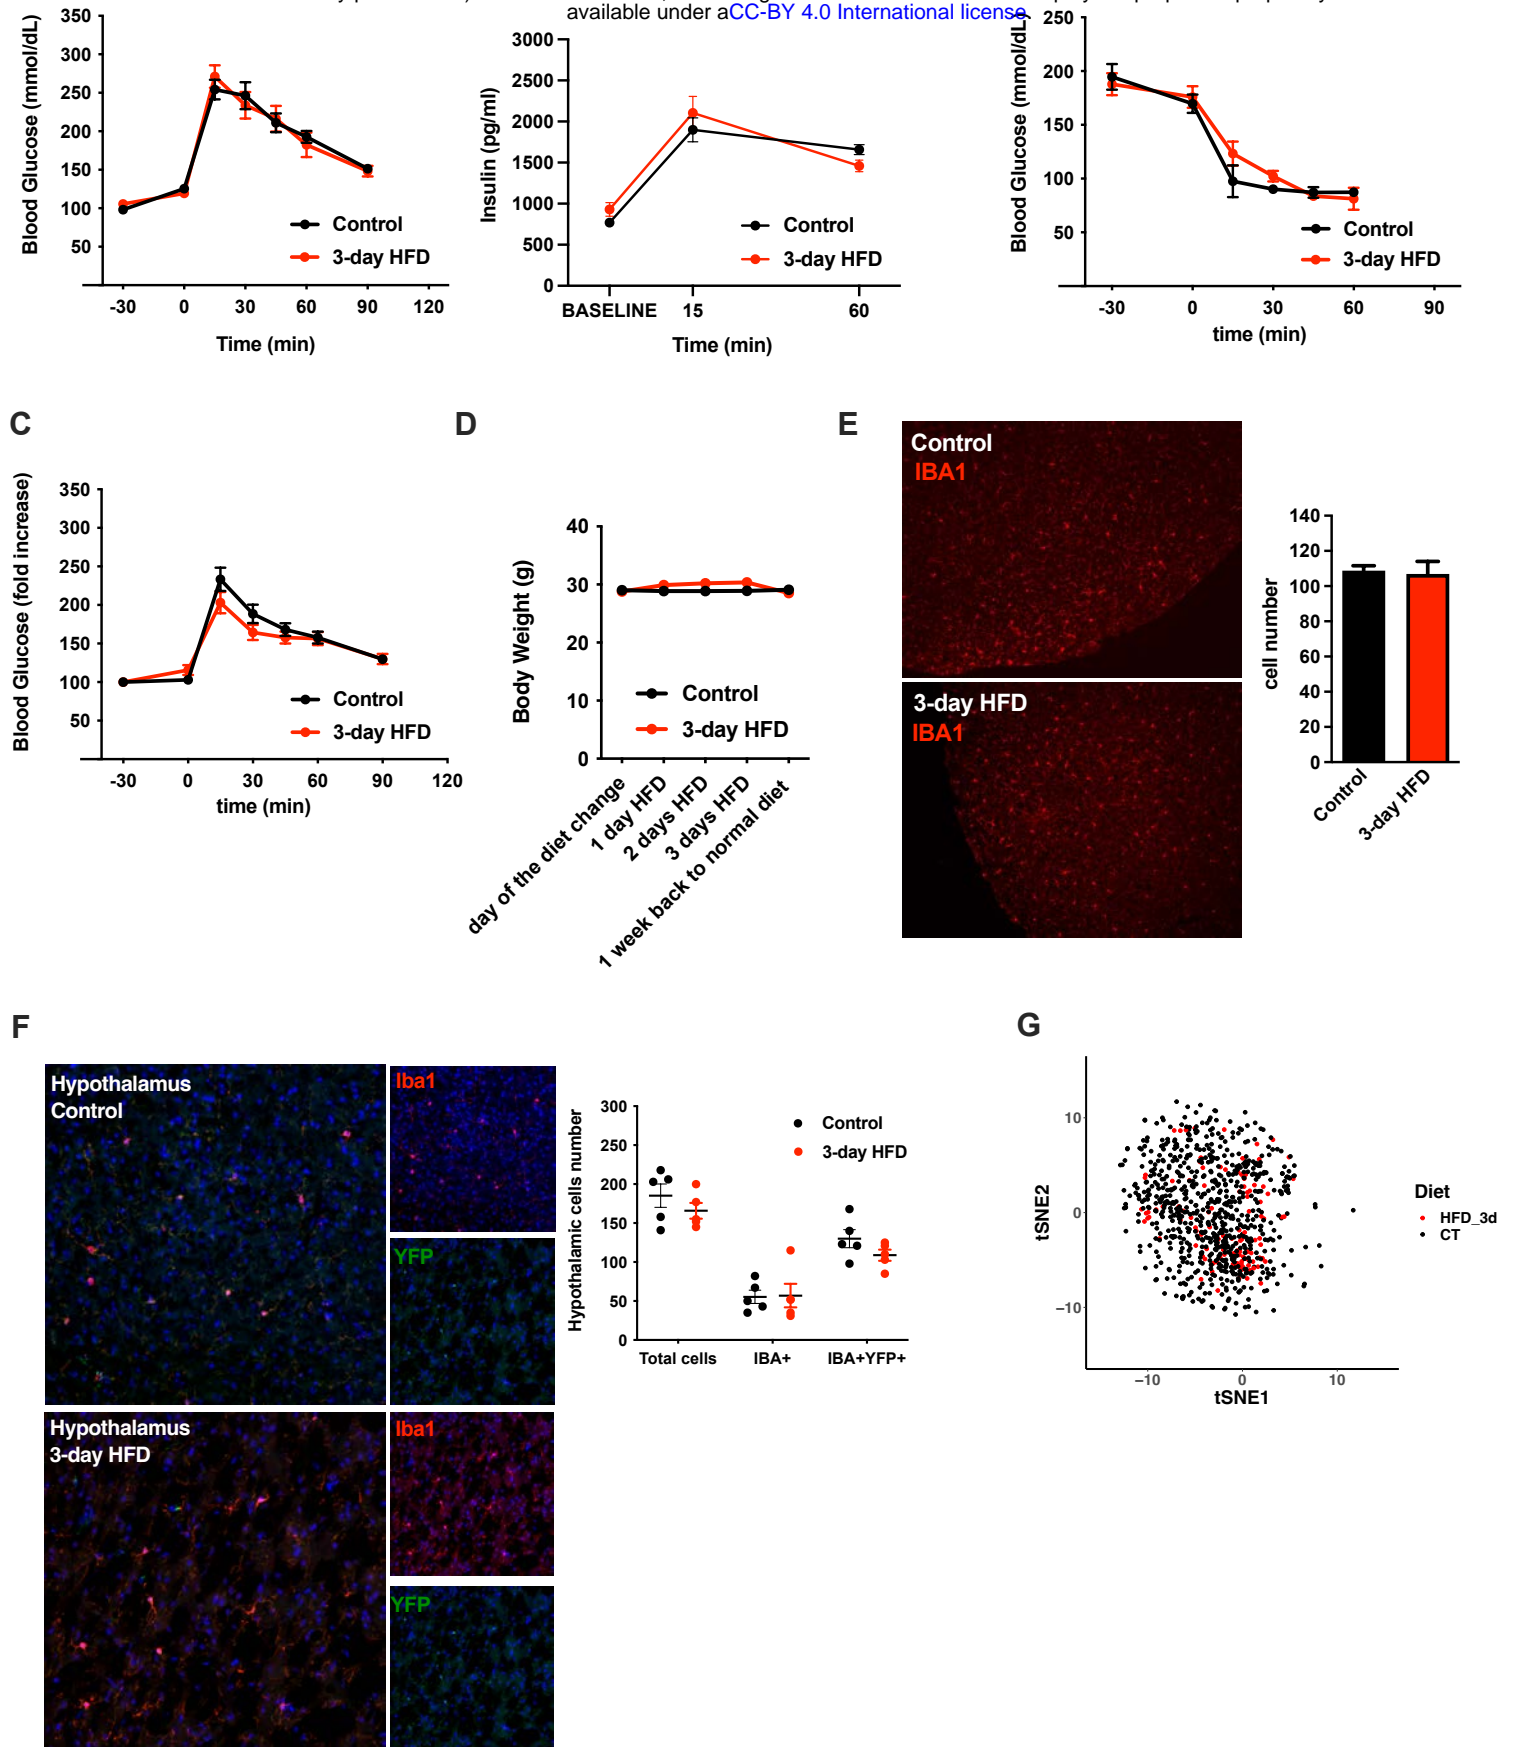 available under aCC-BY 4.0 International license
Blood Glucose (mmol/dL)
350
300
250
200
150
100
50
-30 0 30 60 90 120
Time (min)
Control
3-day HFD
Insulin (pg/ml)
3000
2500
2000
1500
1000
500
0
BASELINE 15 60
Time (min)
Control
3-day HFD
Blood Glucose (mmol/dL)
250
200
150
100
50
-30 0 30 60 90
time (min)
Control
3-day HFD
C
Blood Glucose (fold increase)
350
300
250
200
150
100
50
-30 0 30 60 90 120
time (min)
Control
3-day HFD
D
Body Weight (g)
40
30
20
10
0
Control
3-day HFD
day of the diet change
1 day HFD
2 days HFD
3 days HFD
1 week back to normal diet
E
Control
IBA1
3-day HFD
IBA1
cell number
140
120
100
80
60
40
20
0
Control
3-day HFD
F
Hypothalamus
Control
Iba1
YFP
Hypothalamus
3-day HFD
Iba1
YFP
Hypothalamic cells number
300
250
200
150
100
50
0
Total cells IBA+ IBA+YFP+
Control
3-day HFD
G
tSNE2
10
0
−10
−10 0 10
tSNE1
Diet
HFD_3d
CT